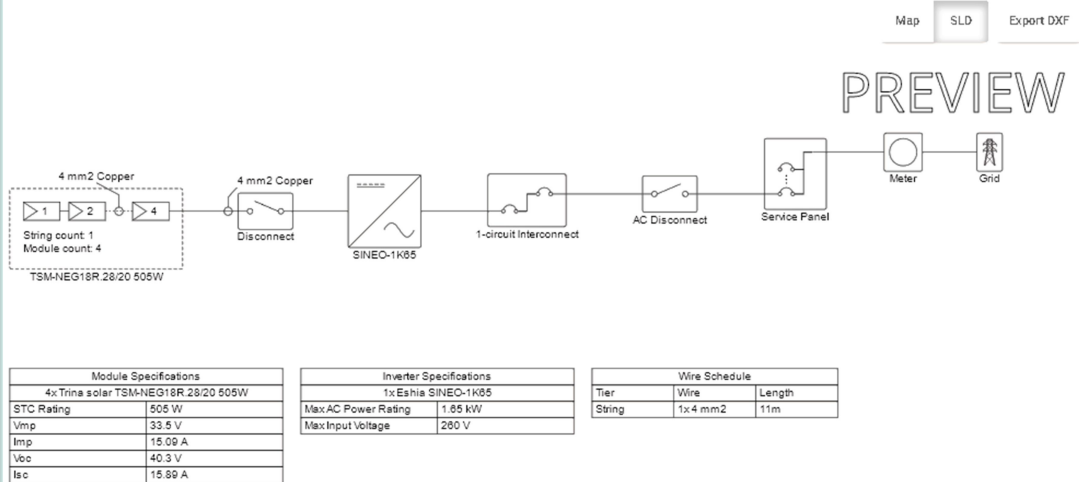 Map SLD Export DXF
PREVIEW
4 mm2 Copper
1 2 4
String count: 1
Module count: 4
TSM-NEG18R.28/20 505W
4 mm2 Copper
Disconnect
SINEO-1K65
1-circuit Interconnect
AC Disconnect
Service Panel
Meter
Grid
Module Specifications
4x Trina solar TSM-NEG18R.28/20 505W
STC Rating 505 W
Vmp 33.5 V
Imp 15.09 A
Voc 40.3 V
Isc 15.89 A
Inverter Specifications
1x Eshia SINEO-1K65
Max AC Power Rating 1.65 kW
Max Input Voltage 260 V
Wire Schedule
Tier Wire Length
String 1x 4 mm2 11m